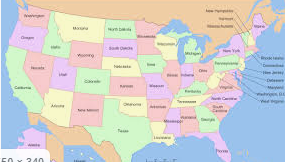 New Hampshire
Vermont
Massachusetts
Washington
Montana
North Dakota
Minnesota
Maine
Oregon
Idaho
South Dakota
Wisconsin
Michigan
New York
Wyoming
Rhode Island
Connecticut
Nevada
Nebraska
Iowa
Ohio
New Jersey
Utah
Colorado
Illinois
Indiana
Delaware
Maryland
California
Kansas
Missouri
Kentucky
Virginia
West Virginia
Arizona
New Mexico
Oklahoma
Arkansas
Tennessee
North Carolina
South Carolina
Mississippi
Alabama
Georgia
Texas
Louisiana
Alaska
Florida